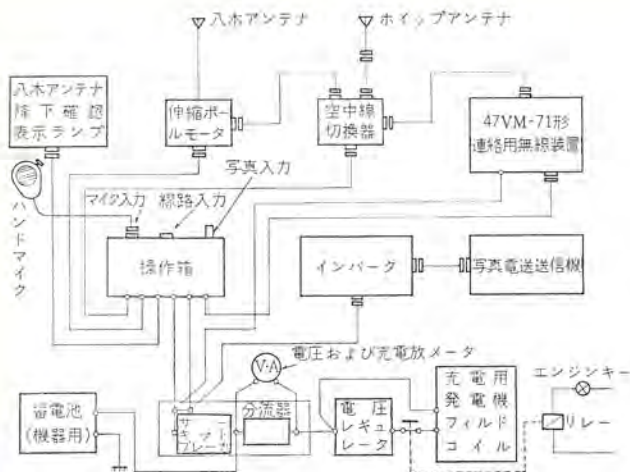 八木アンテナ
ホイップアンテナ
八木アンテナ
降下確認
表示ランプ
伸縮ポー
ルモータ
空中線
切換器
47VM-71形
連絡用無線装置
写真入力
マイク入力
線路入力
ハンドマイク
操作箱
インバータ
写真電送送信機
V・A
電圧および充電放メータ
蓄電池
(機器用)
サー
キット
ブレーカ
分流器
電圧
レギュ
レータ
充電用
発電機
フィルド
コイル
エンジンキー
リレー